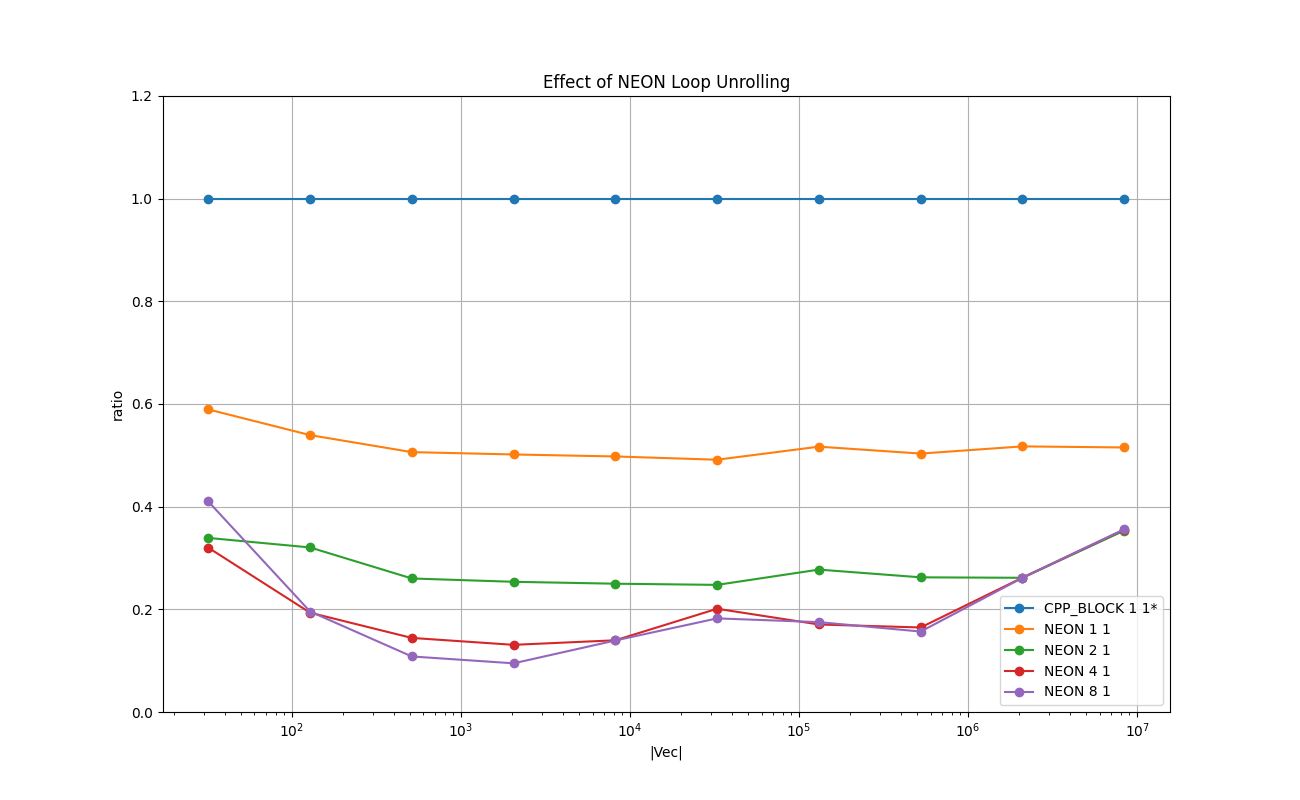 Effect of NEON Loop Unrolling
1.2
1.0
0.8
0.6
0.4
0.2
0.0
ratio
10²
10³
10⁴
10⁵
10⁶
10⁷
|Vec|
CPP_BLOCK 1 1*
NEON 1 1
NEON 2 1
NEON 4 1
NEON 8 1